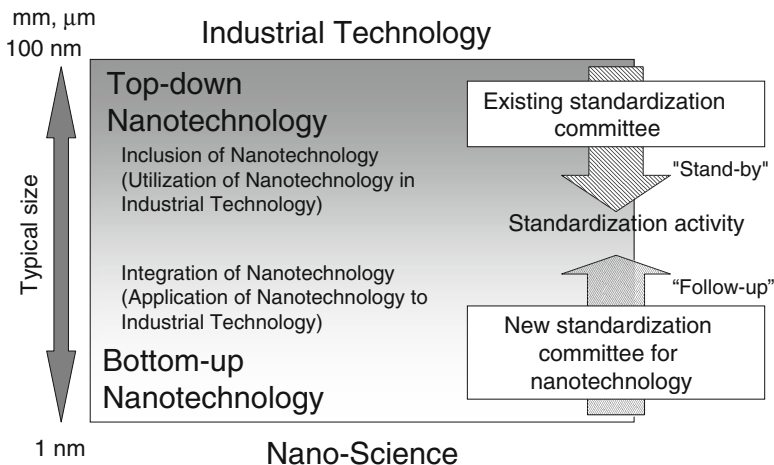 mm, μm
100 nm
Industrial Technology
Top-down
Nanotechnology
Inclusion of Nanotechnology
(Utilization of Nanotechnology in
Industrial Technology)
Existing standardization
committee
"Stand-by"
Standardization activity
Typical size
Integration of Nanotechnology
(Application of Nanotechnology to
Industrial Technology)
“Follow-up”
New standardization
committee for
nanotechnology
Bottom-up
Nanotechnology
1 nm
Nano-Science